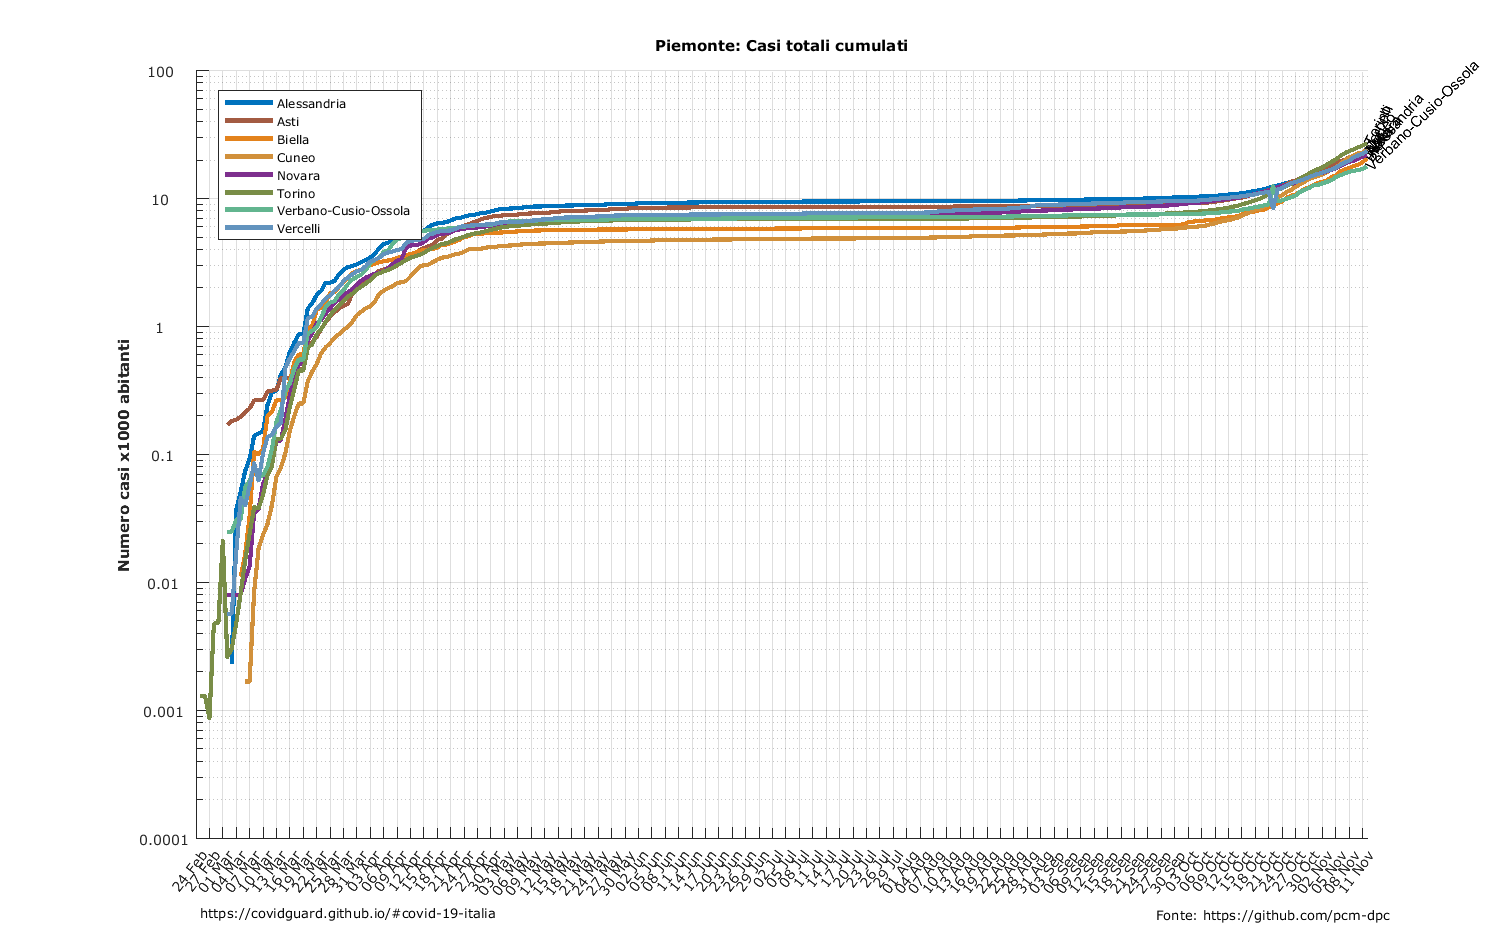 Piemonte: Casi totali cumulati
100
10
1
0.1
0.01
0.001
0.0001
Numero casi x1000 abitanti
Alessandria
Asti
Biella
Cuneo
Novara
Torino
Verbano-Cusio-Ossola
Vercelli
Verbano-Cusio-Ossola
24 Feb
27 Feb
01 Mar
04 Mar
07 Mar
10 Mar
13 Mar
16 Mar
19 Mar
22 Mar
25 Mar
28 Mar
31 Mar
03 Apr
06 Apr
09 Apr
12 Apr
15 Apr
18 Apr
21 Apr
24 Apr
27 Apr
30 Apr
03 May
06 May
09 May
12 May
15 May
18 May
21 May
24 May
27 May
30 May
02 Jun
05 Jun
08 Jun
11 Jun
14 Jun
17 Jun
20 Jun
23 Jun
26 Jun
29 Jun
02 Jul
05 Jul
08 Jul
11 Jul
14 Jul
17 Jul
20 Jul
23 Jul
26 Jul
29 Jul
01 Aug
04 Aug
07 Aug
10 Aug
13 Aug
16 Aug
19 Aug
22 Aug
25 Aug
28 Aug
31 Aug
03 Sep
06 Sep
09 Sep
12 Sep
15 Sep
18 Sep
21 Sep
24 Sep
27 Sep
30 Sep
03 Oct
06 Oct
09 Oct
12 Oct
15 Oct
18 Oct
21 Oct
24 Oct
27 Oct
30 Oct
02 Nov
05 Nov
08 Nov
11 Nov
https://covidguard.github.io/#covid-19-italia
Fonte: https://github.com/pcm-dpc